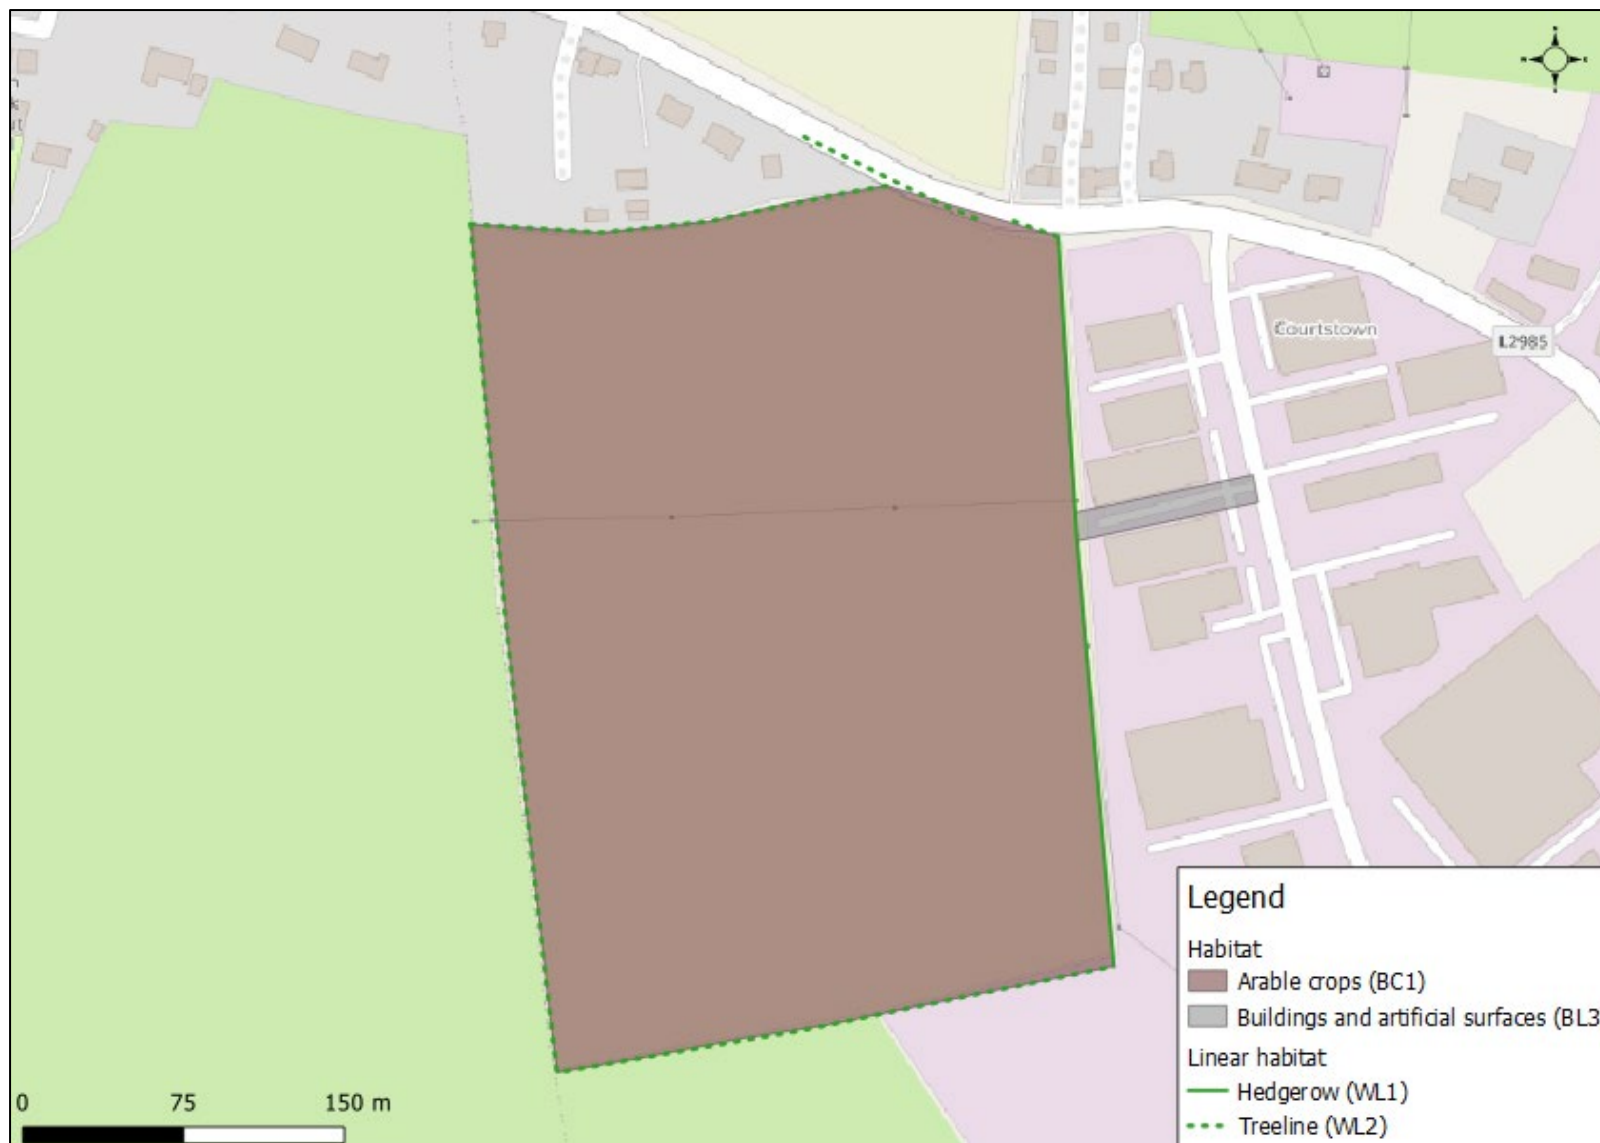 Courtstown
L2985
Legend
Habitat
Arable crops (BC1)
Buildings and artificial surfaces (BL3
Linear habitat
Hedgerow (WL1)
Treeline (WL2)
0 75 150 m